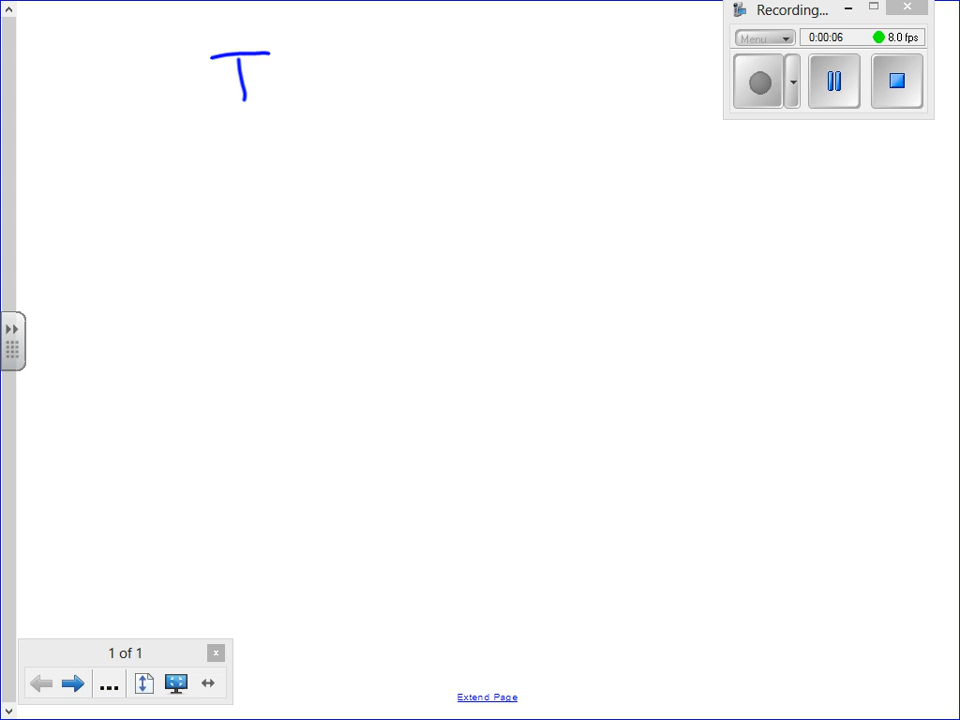 Recording...
Menu
0:00:06
8.0 fps
T
1 of 1
...
Extend Page